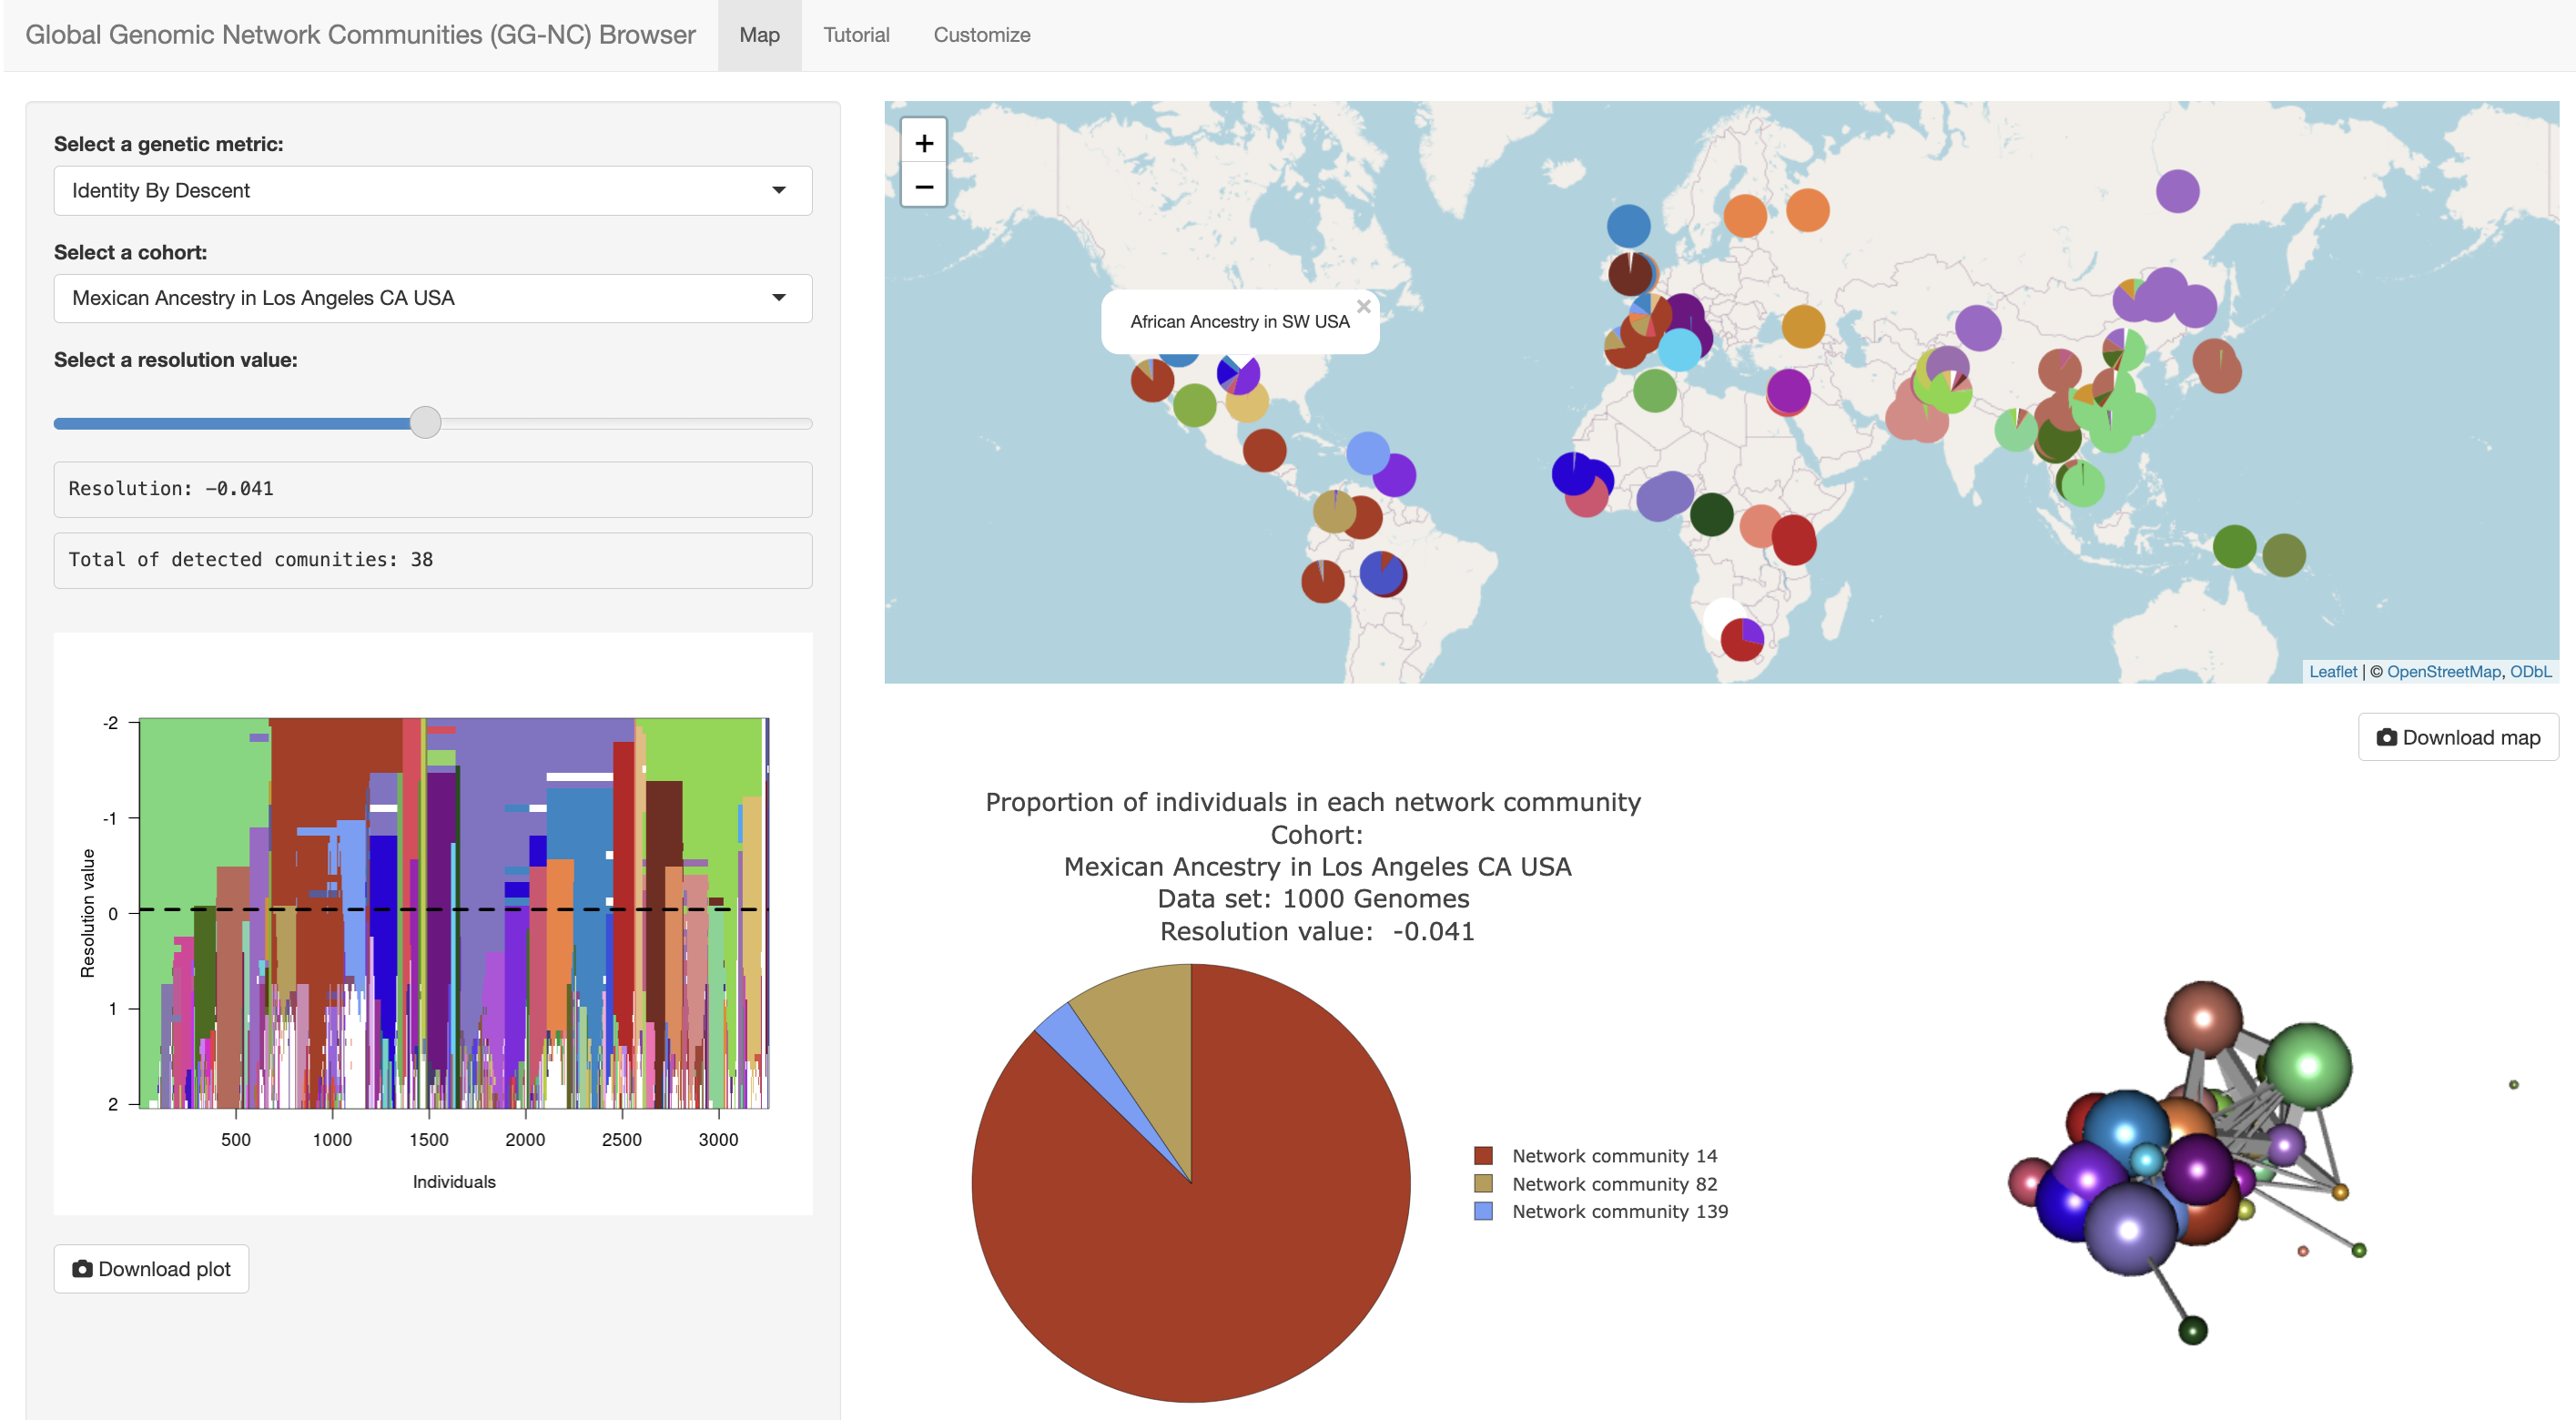 Global Genomic Network Communities (GG-NC) Browser
Map
Tutorial
Customize
Select a genetic metric:
Identity By Descent
Select a cohort:
Mexican Ancestry in Los Angeles CA USA
Select a resolution value:
Resolution: -0.041
Total of detected comunities: 38
-2
-1
0
1
2
Resolution value
500 1000 1500 2000 2500 3000
Individuals
Download plot
+
−
African Ancestry in SW USA ×
Leaflet | © OpenStreetMap, ODbL
Download map
Proportion of individuals in each network community
Cohort:
Mexican Ancestry in Los Angeles CA USA
Data set: 1000 Genomes
Resolution value: -0.041
Network community 14
Network community 82
Network community 139